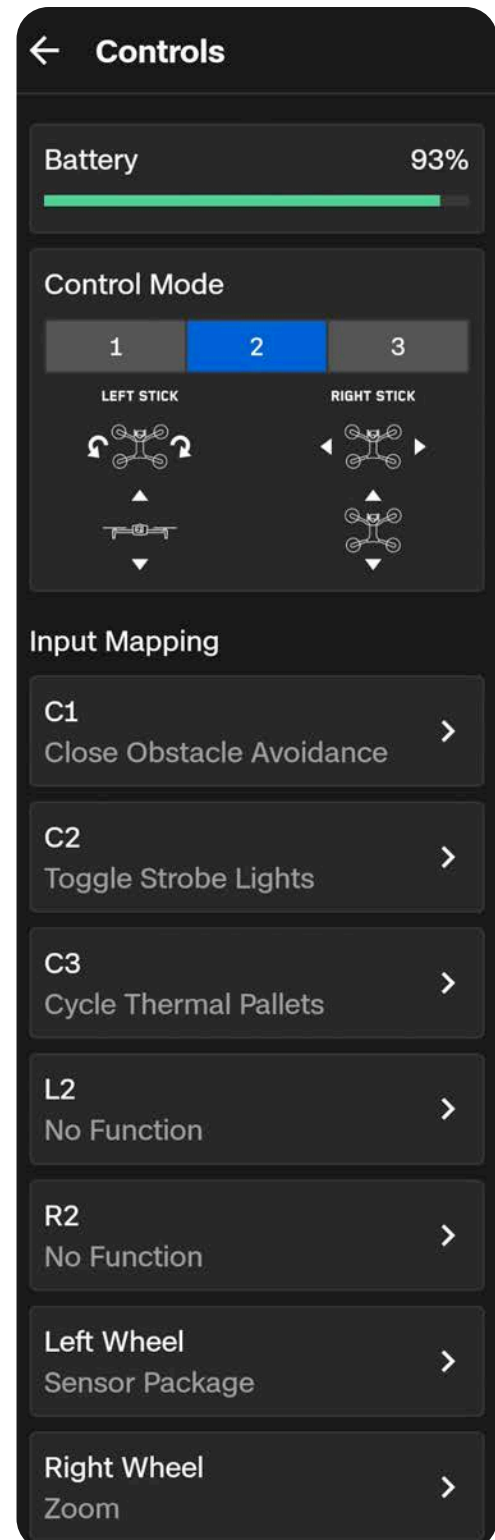 Controls
Battery 93%
Control Mode
1 2 3
LEFT STICK RIGHT STICK
Input Mapping
C1
Close Obstacle Avoidance
C2
Toggle Strobe Lights
C3
Cycle Thermal Pallets
L2
No Function
R2
No Function
Left Wheel
Sensor Package
Right Wheel
Zoom